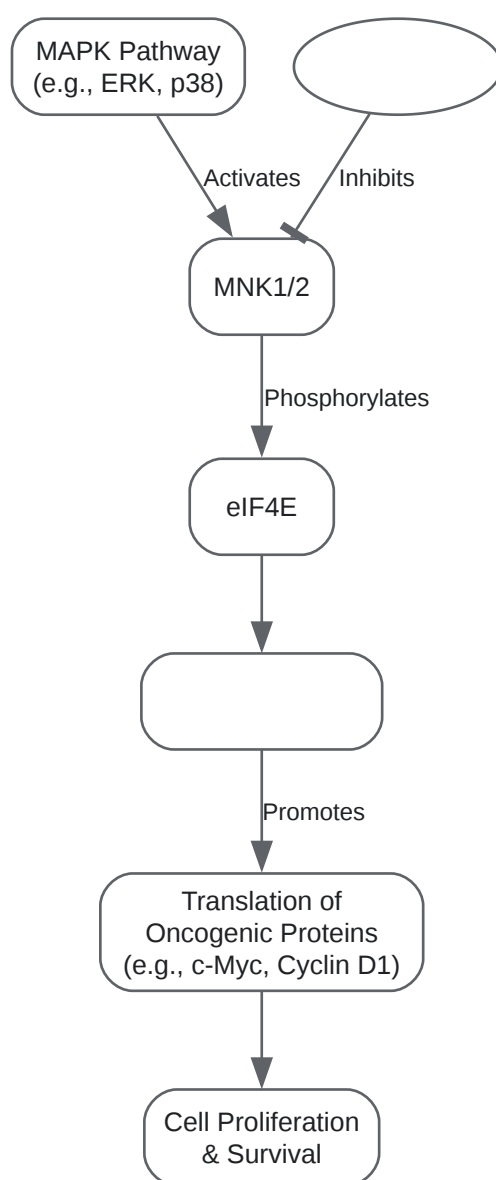 MAPK Pathway
(e.g., ERK, p38)
Activates
Inhibits
MNK1/2
Phosphorylates
eIF4E
Promotes
Translation of
Oncogenic Proteins
(e.g., c-Myc, Cyclin D1)
Cell Proliferation
& Survival